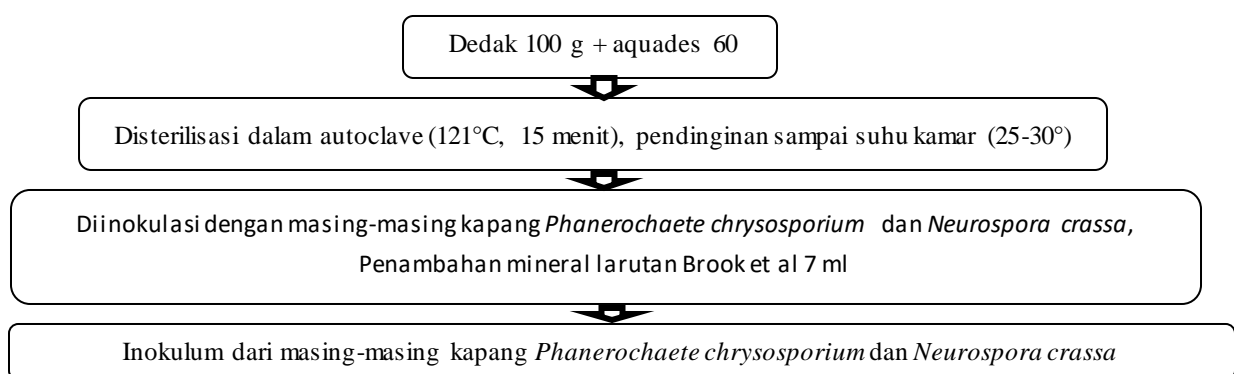 Dedak 100 g + aquades 60
Disterilisasi dalam autoclave (121°C, 15 menit), pendinginan sampai suhu kamar (25-30°)
Diinokulasi dengan masing-masing kapang Phanerochaete chrysosporium dan Neurospora crassa,
Penambahan mineral larutan Brook et al 7 ml
Inokulum dari masing-masing kapang Phanerochaete chrysosporium dan Neurospora crassa